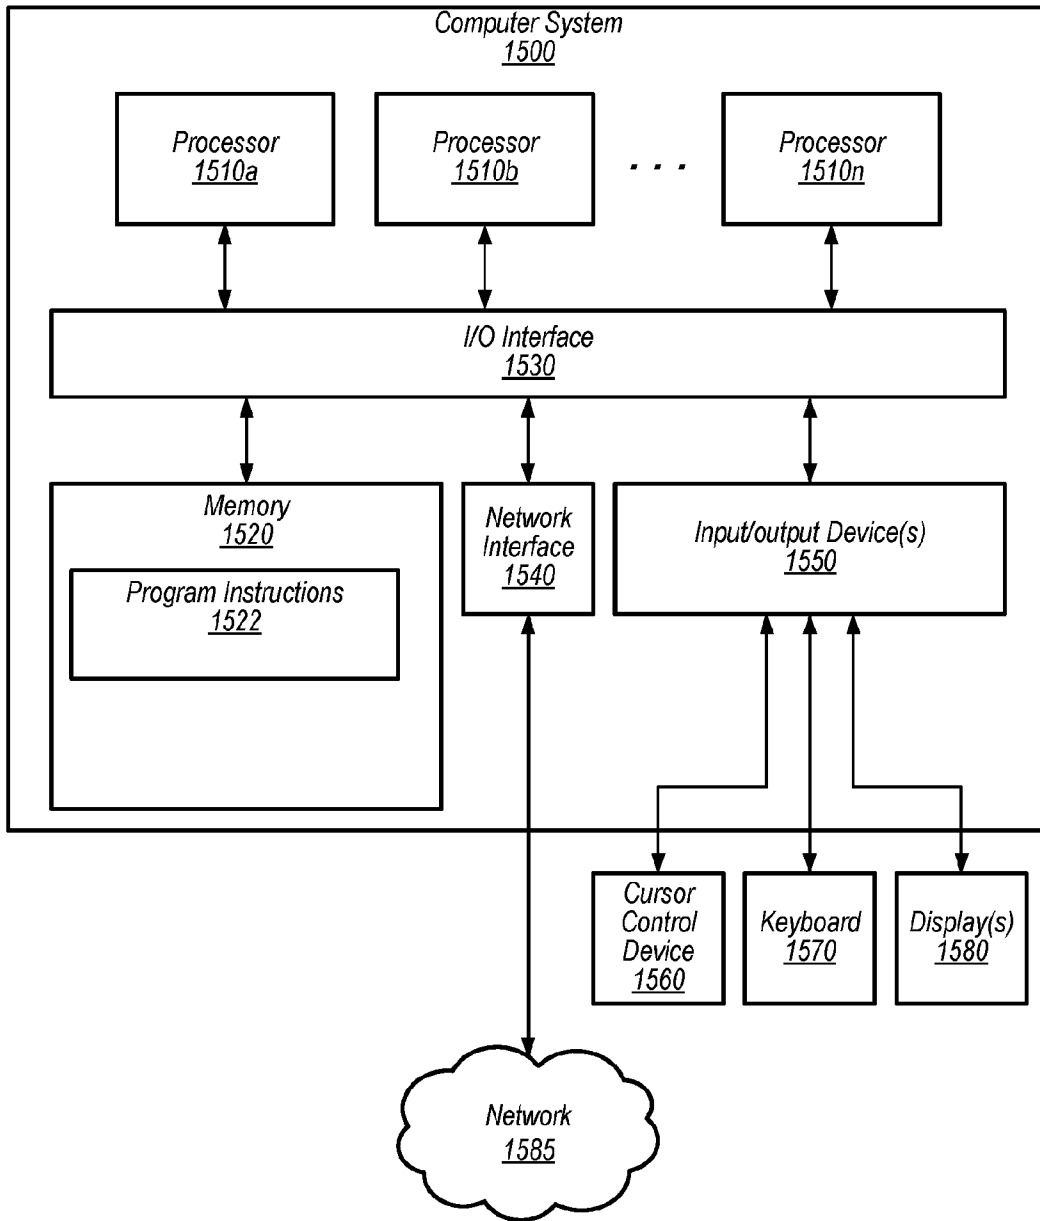 Computer System
1500
Processor
1510a
Processor
1510b
. . .
Processor
1510n
I/O Interface
1530
Memory
1520
Program Instructions
1522
Network
Interface
1540
Input/output Device(s)
1550
Cursor
Control
Device
1560
Keyboard
1570
Display(s)
1580
Network
1585